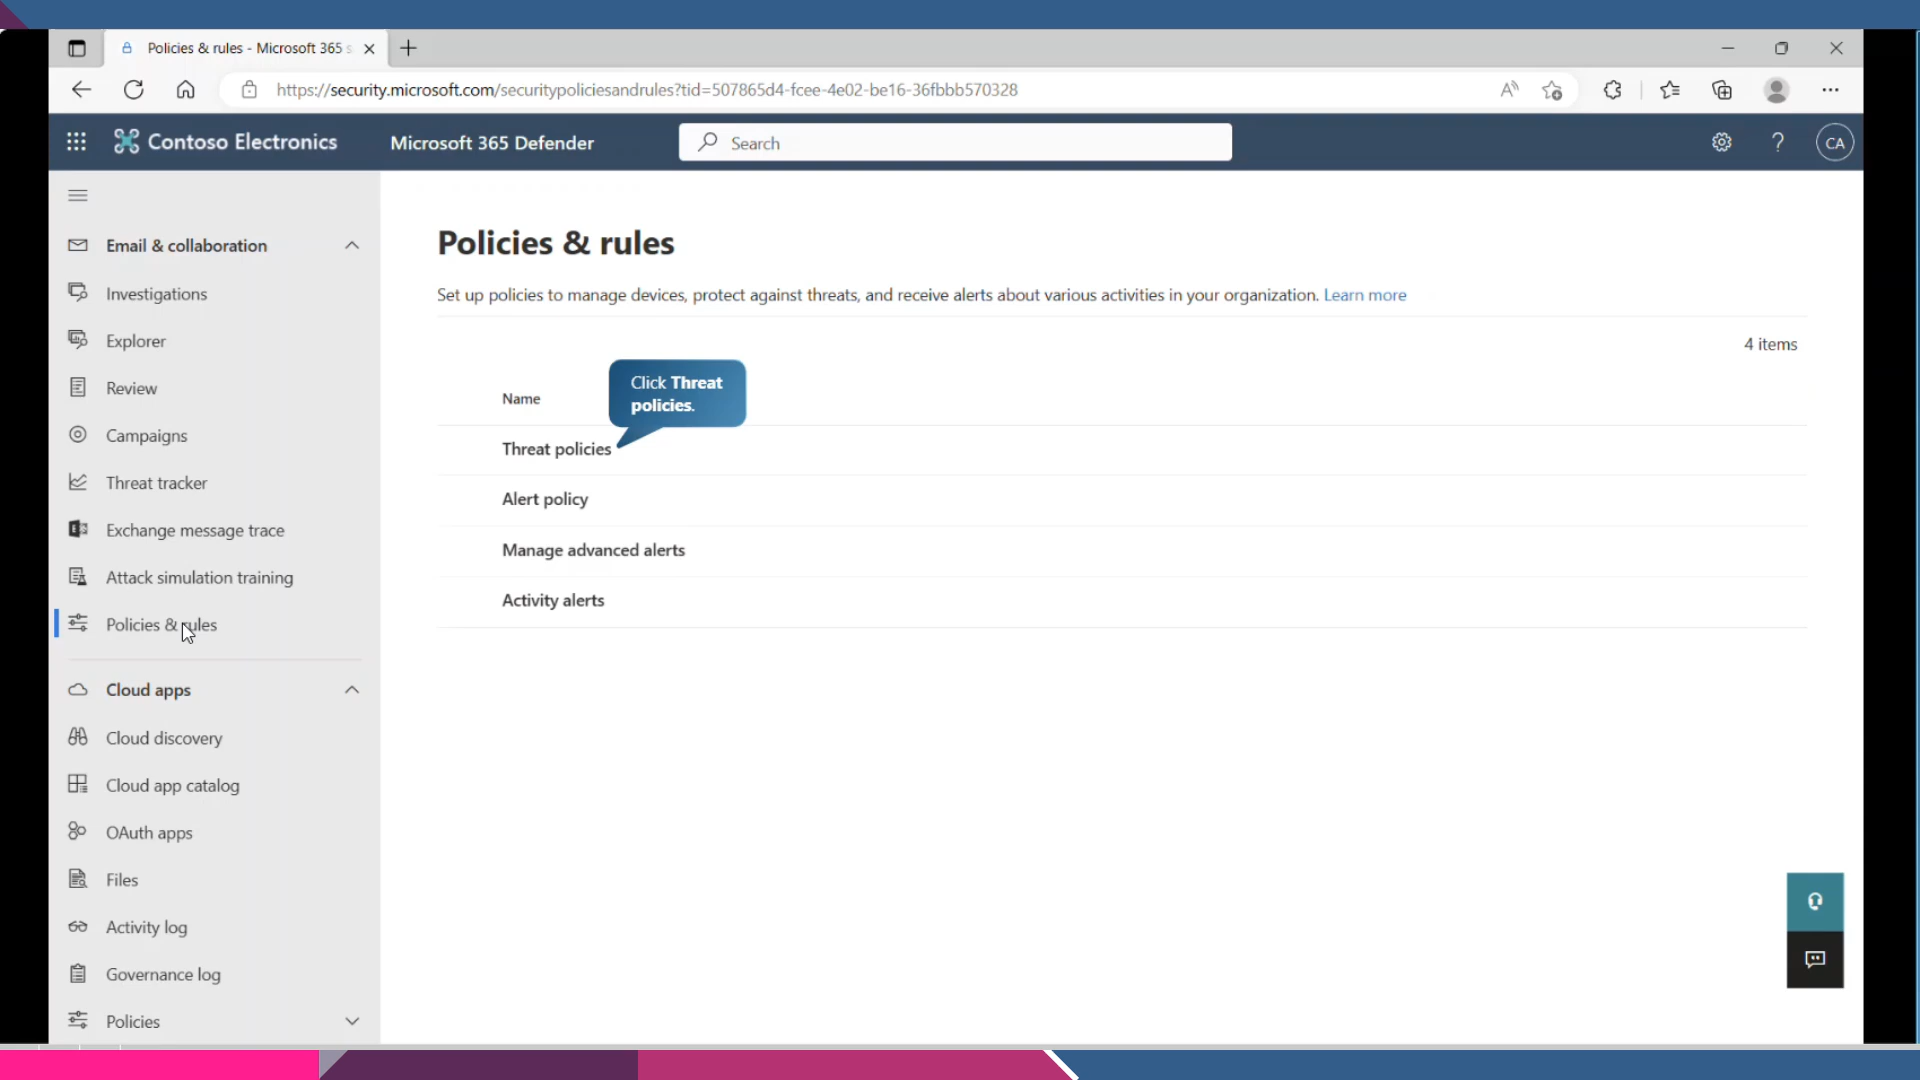 Policies & rules - Microsoft 365 s
https://security.microsoft.com/securitypoliciesandrules?tid=507865d4-fcee-4e02-be16-36fbbb570328
Contoso Electronics
Microsoft 365 Defender
Search
CA
Email & collaboration
Investigations
Explorer
Review
Campaigns
Threat tracker
Exchange message trace
Attack simulation training
Policies & rules
Cloud apps
Cloud discovery
Cloud app catalog
OAuth apps
Files
Activity log
Governance log
Policies
Policies & rules
Set up policies to manage devices, protect against threats, and receive alerts about various activities in your organization. Learn more
4 items
Name
Click Threat
policies.
Threat policies
Alert policy
Manage advanced alerts
Activity alerts